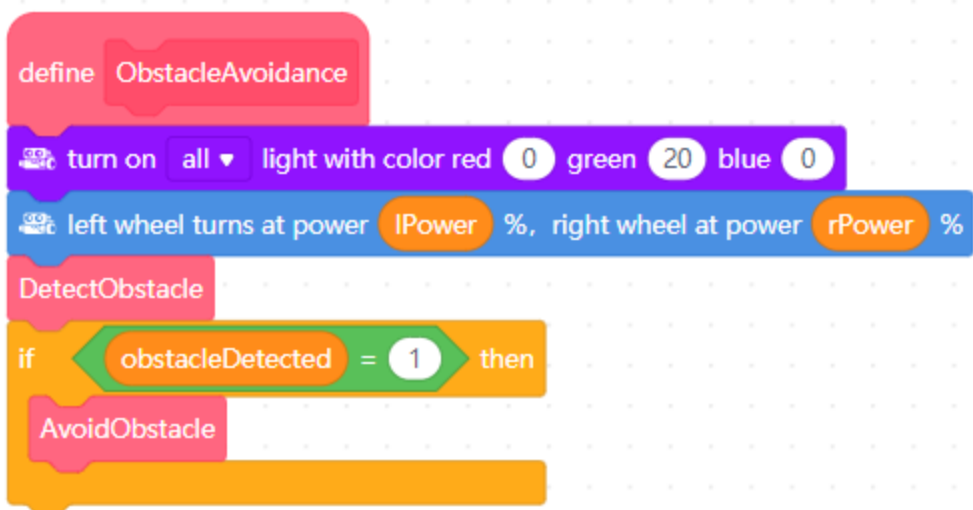 define ObstacleAvoidance
turn on all ▾ light with color red 0 green 20 blue 0
left wheel turns at power lPower %, right wheel at power rPower %
DetectObstacle
if obstacleDetected = 1 then
AvoidObstacle